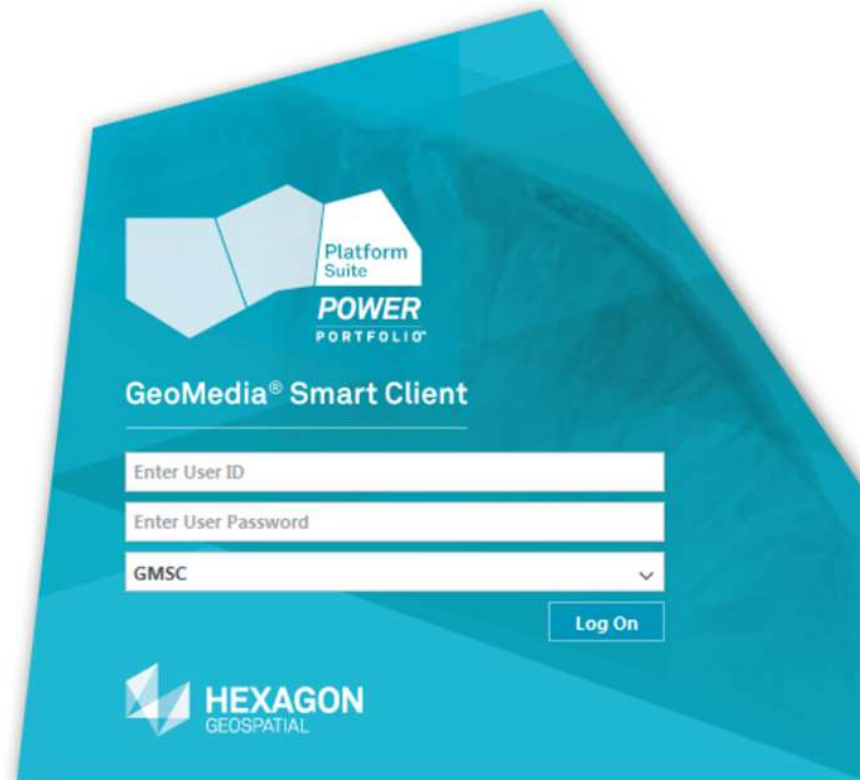 Platform
Suite
POWER
PORTFOLIO®
GeoMedia® Smart Client
Enter User ID
Enter User Password
GMSC
Log On
HEXAGON
GEOSPATIAL